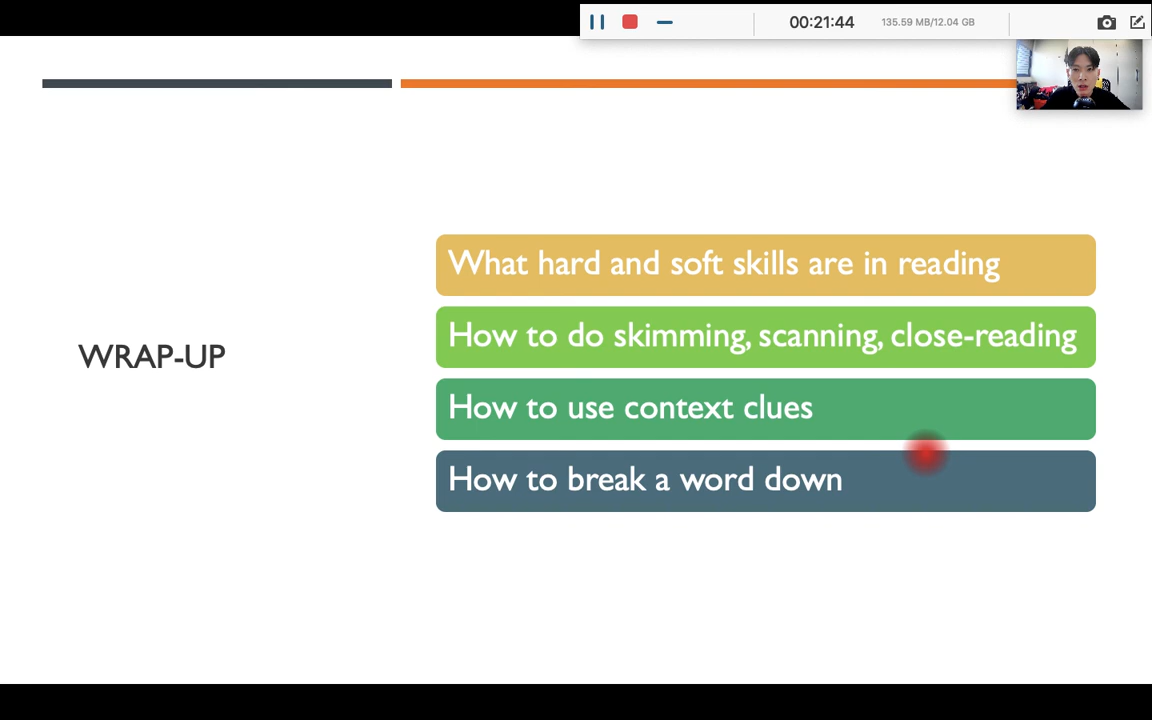 00:21:44
135.59 MB/12.04 GB
What hard and soft skills are in reading
How to do skimming, scanning, close-reading
WRAP-UP
How to use context clues
How to break a word down